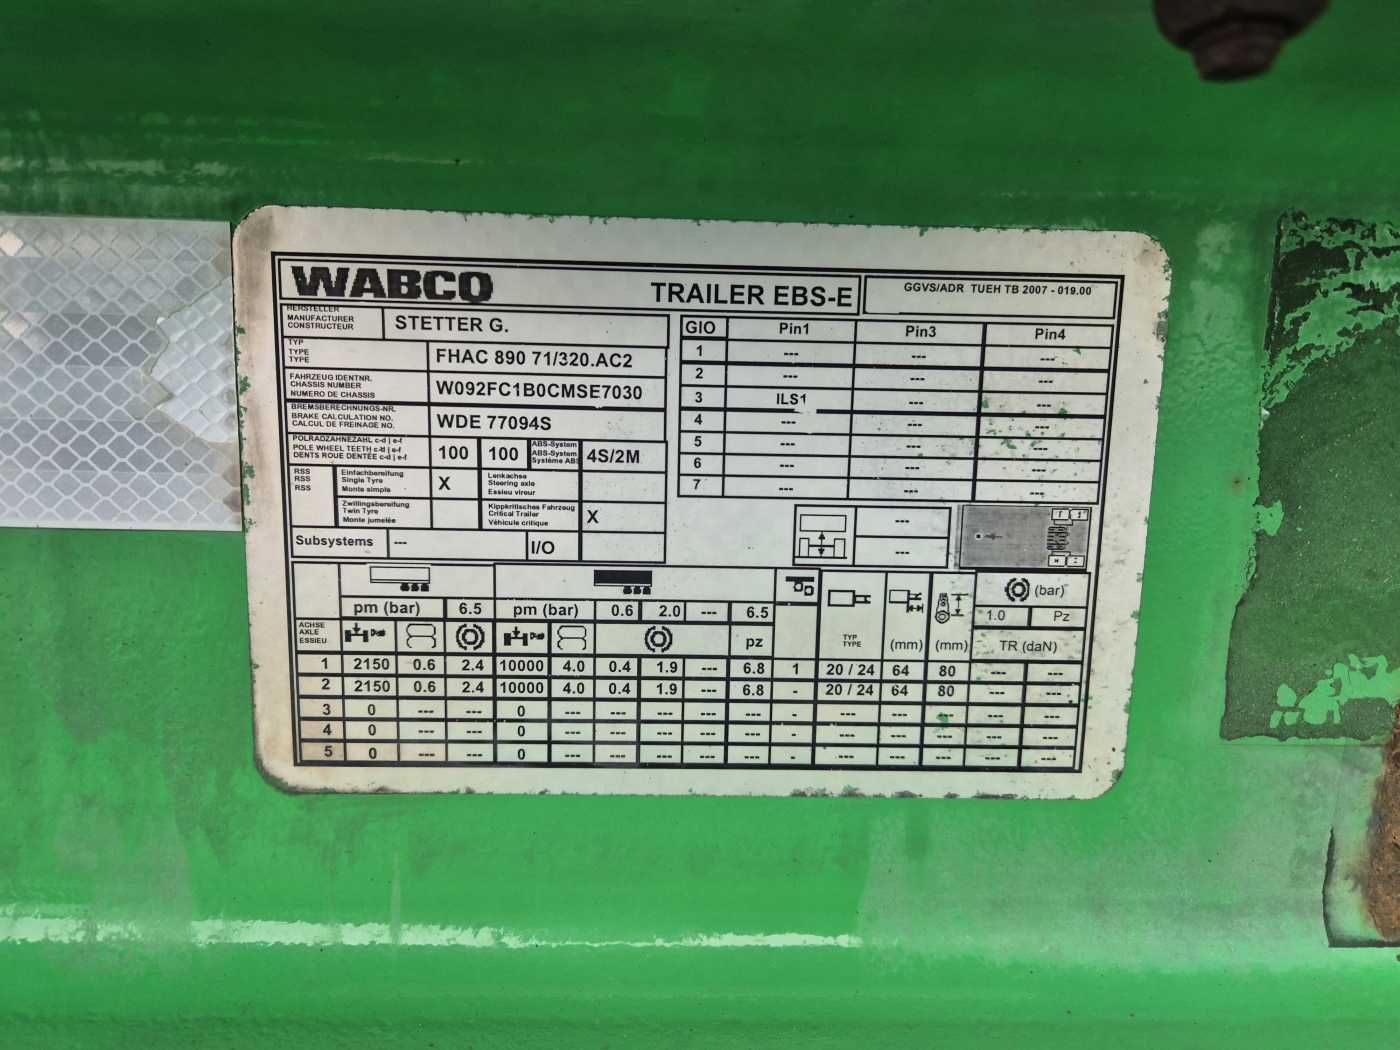 WABCO TRAILER EBS-E GGVS/ADR TUEH TB 2007 - 019.00
HERSTELLER
MANUFACTURER
CONSTRUCTEUR
STETTER G.
TYP
TYPE
TYPE
FHAC 890 71/320.AC2
FAHRZEUG IDENTNR.
CHASSIS NUMBER
NUMERO DE CHASSIS
W092FC1B0CMSE7030
BREMSBERECHNUNGS-NR.
BRAKE CALCULATION NO.
CALCUL DE FREINAGE NO.
WDE 77094S
POLRADZAHNEZAHL c-d | e-f
POLE WHEEL TEETH c-d | e-f
DENTS ROUE DENTÉE c-d | e-f
100 100
ABS-System
ABS-System
Système ABS
4S/2M
RSS
RSS
RSS
Einfachbereifung
Single Tyre
Monte simple
X
Lenkachse
Steering axle
Essieu vireur
Zwillingsbereifung
Twin Tyre
Monte jumelée
Kippkritisches Fahrzeug
Critical Trailer
Véhicule critique
X
Subsystems --- I/O
GIO Pin1 Pin3 Pin4
1 --- --- ---
2 --- --- ---
3 ILS1 --- ---
4 --- --- ---
5 --- --- ---
6 --- --- ---
7 --- --- ---
---
---
pm (bar) 6.5 pm (bar) 0.6 2.0 --- 6.5
(bar)
1.0 Pz
ACHSE
AXLE
ESSIEU
pz
TYP
TYPE
(mm) (mm) TR (daN)
1 2150 0.6 2.4 10000 4.0 0.4 1.9 --- 6.8 1 20 / 24 64 80 --- ---
2 2150 0.6 2.4 10000 4.0 0.4 1.9 --- 6.8 - 20 / 24 64 80 --- ---
3 0 --- --- 0 --- --- --- --- --- - --- --- --- --- ---
4 0 --- --- 0 --- --- --- --- --- - --- --- --- --- ---
5 0 --- --- 0 --- --- --- --- --- - --- --- --- --- ---